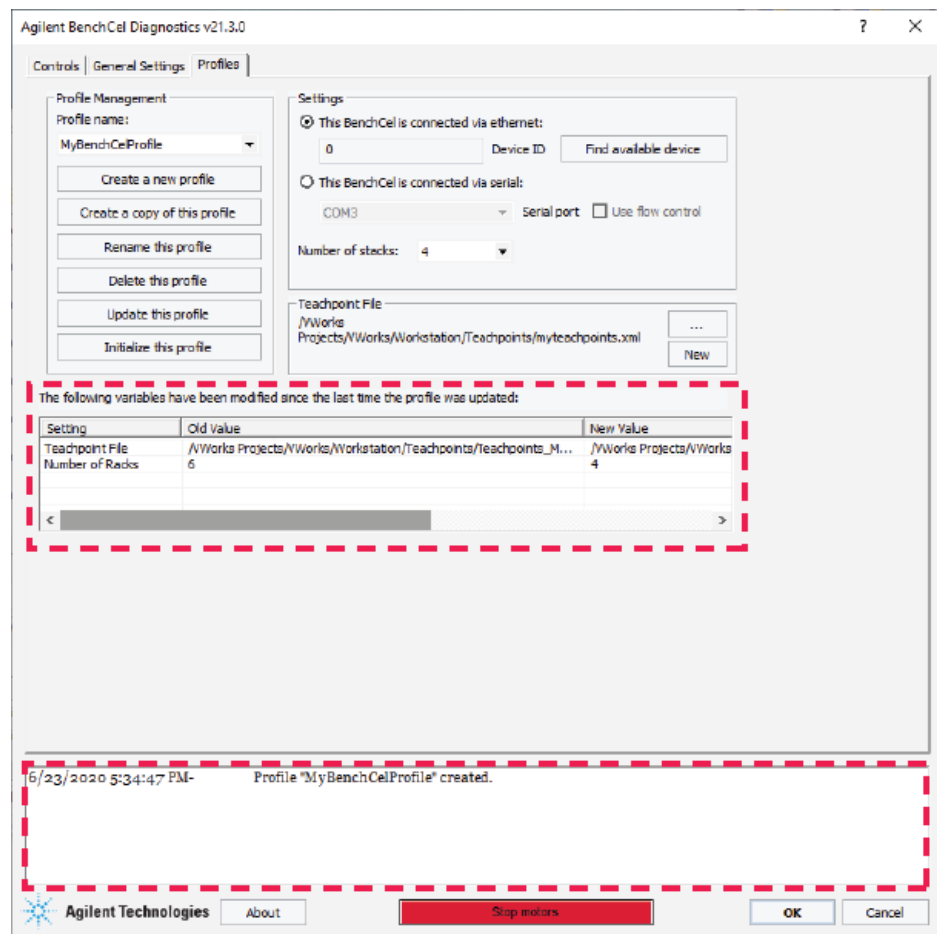 Agilent BenchCel Diagnostics v21.3.0
? ×
Controls General Settings Profiles
Profile Management
Profile name:
MyBenchCelProfile
Create a new profile
Create a copy of this profile
Rename this profile
Delete this profile
Update this profile
Initialize this profile
Settings
This BenchCel is connected via ethernet:
0 Device ID Find available device
This BenchCel is connected via serial:
COM3 Serial port Use flow control
Number of stacks: 4
Teachpoint File
/VWorks
Projects/VWorks/Workstation/Teachpoints/myteachpoints.xml
...
New
The following variables have been modified since the last time the profile was updated:
Setting Old Value New Value
Teachpoint File /VWorks Projects/VWorks/Workstation/Teachpoints/Teachpoints_M... /VWorks Projects/VWorks
Number of Racks 6 4
6/23/2020 5:34:47 PM- Profile "MyBenchCelProfile" created.
Agilent Technologies About Stop motors OK Cancel